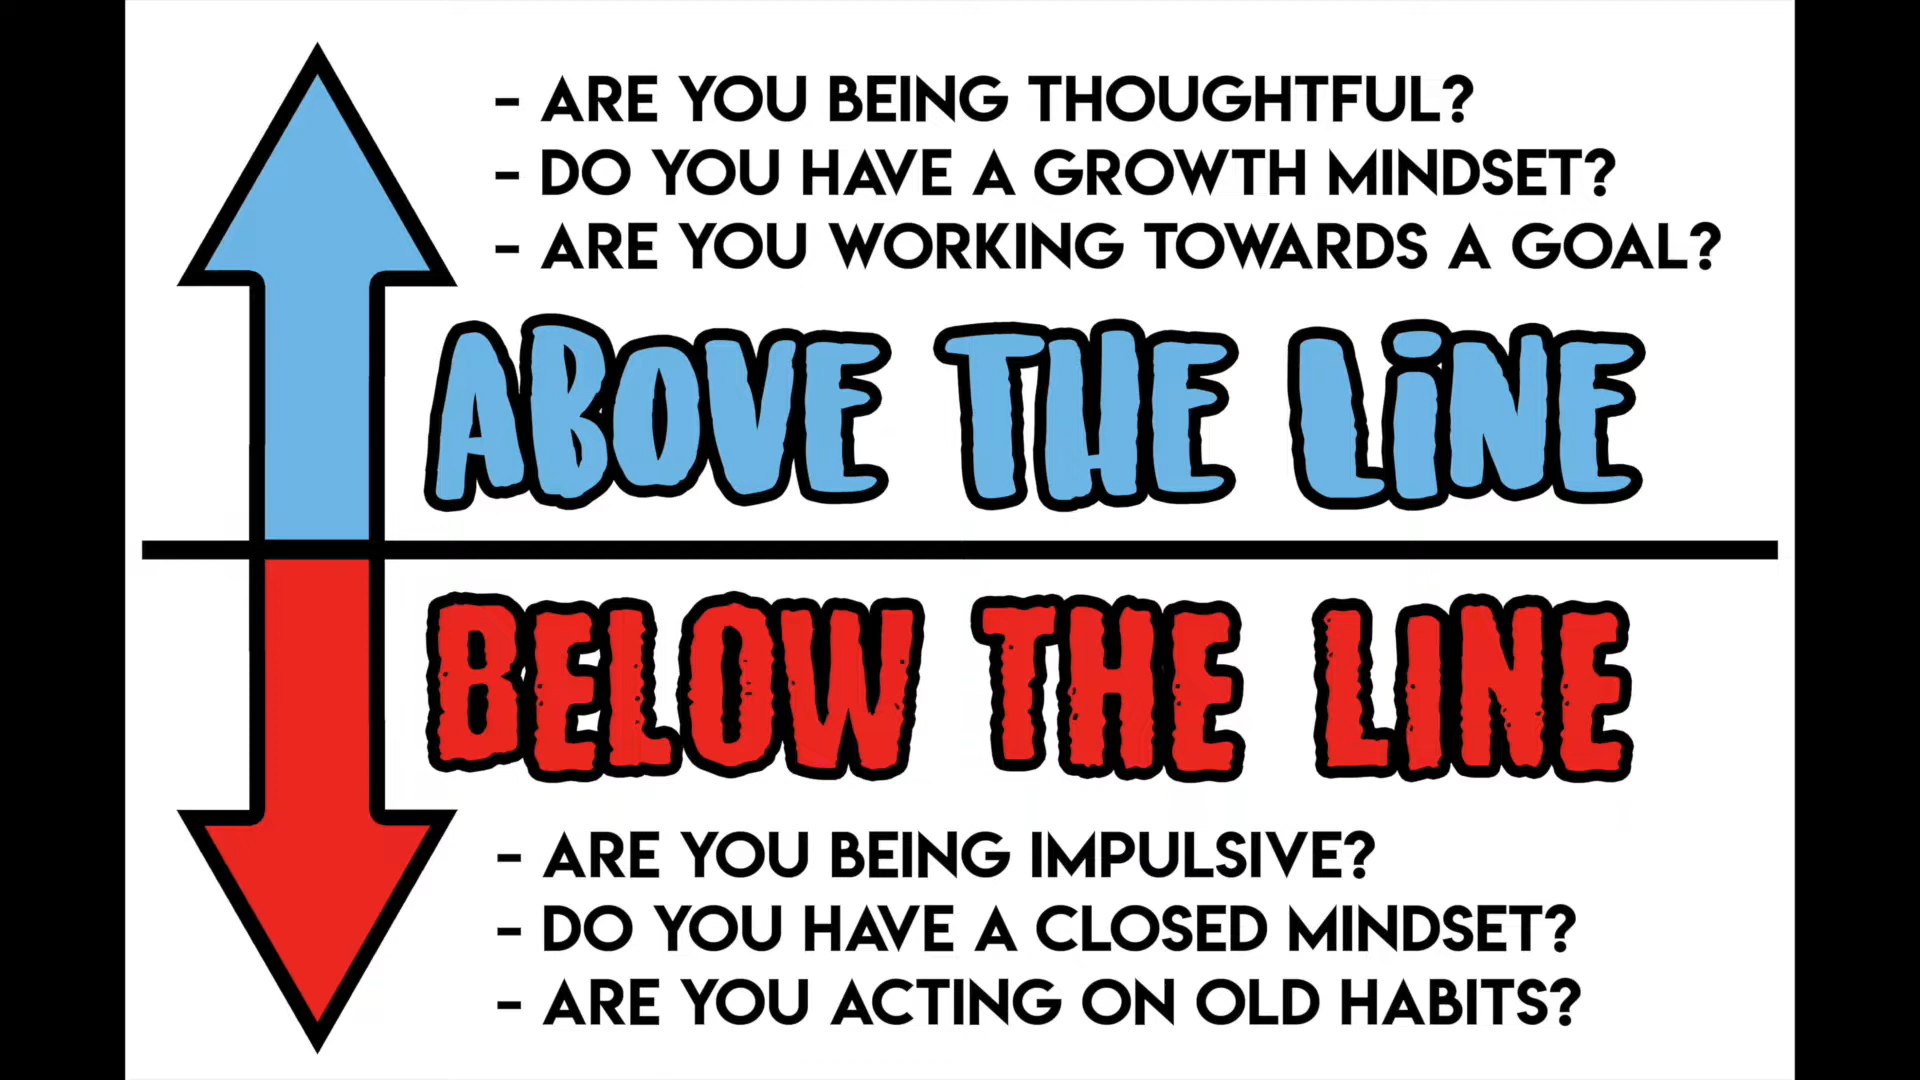 - ARE YOU BEING THOUGHTFUL?
- DO YOU HAVE A GROWTH MINDSET?
- ARE YOU WORKING TOWARDS A GOAL?
ABOVE THE LiNE
BELOW THE LINE
- ARE YOU BEING IMPULSIVE?
- DO YOU HAVE A CLOSED MINDSET?
- ARE YOU ACTING ON OLD HABITS?